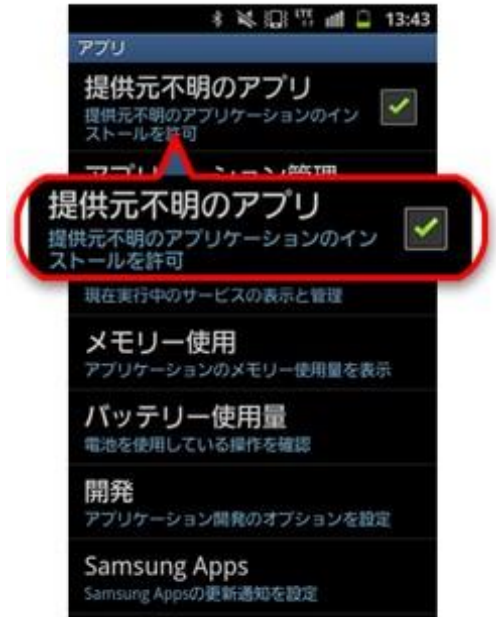 13:43
アプリ
提供元不明のアプリ
提供元不明のアプリケーションのイン
ストールを許可
提供元不明のアプリ
提供元不明のアプリケーションのイン
ストールを許可
現在実行中のサービスの表示と管理
メモリー使用
アプリケーションのメモリー使用量を表示
バッテリー使用量
電池を使用している操作を確認
開発
アプリケーション開発のオプションを設定
Samsung Apps
Samsung Appsの更新通知を設定